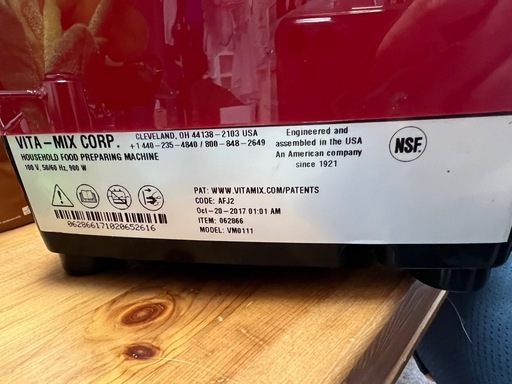 VITA-MIX CORP.
CLEVELAND, OH 44138-2103 USA
+1 440-235-4840 / 800-848-2649
HOUSEHOLD FOOD PREPARING MACHINE
100 V, 50/60 Hz, 900 W
Engineered and
assembled in the USA
An American company
since 1921
NSF
PAT: WWW.VITAMIX.COM/PATENTS
CODE: AFJ2
Oct-20-2017 01:01 AM
ITEM: 062866
MODEL: VM0111
062866171020652616